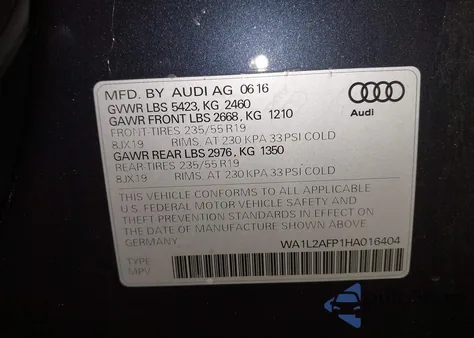 MFD. BY AUDI AG 06 16
GVWR LBS 5423, KG 2460
GAWR FRONT LBS 2668, KG 1210
FRONT-TIRES 235/55 R19
8JX19 RIMS, AT 230 KPA 33 PSI COLD
GAWR REAR LBS 2976, KG 1350
REAR-TIRES 235/55 R19
8JX19 RIMS, AT 230 KPA 33 PSI COLD
THIS VEHICLE CONFORMS TO ALL APPLICABLE
U.S. FEDERAL MOTOR VEHICLE SAFETY AND
THEFT PREVENTION STANDARDS IN EFFECT ON
THE DATE OF MANUFACTURE SHOWN ABOVE
GERMANY WA1L2AFP1HA016404
TYPE:
MPV
Audi